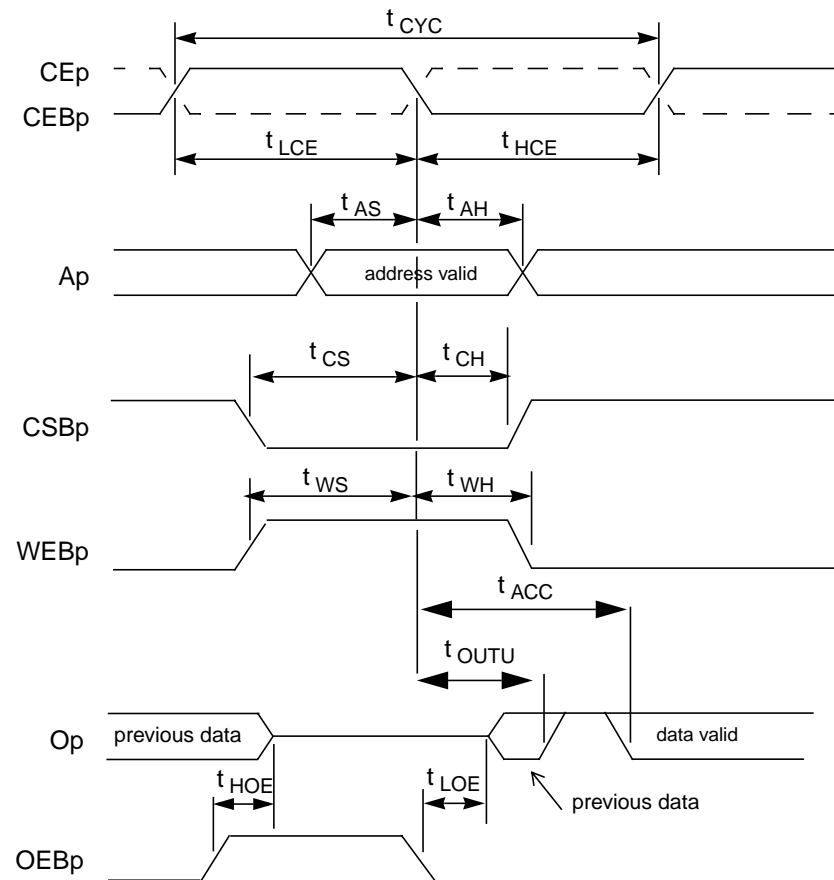 t CYC
CEp
CEBp
t LCE
t HCE
t AS
t AH
Ap
address valid
t CS
t CH
CSBp
t WS
t WH
WEBp
t ACC
t OUTU
Op
previous data
data valid
t HOE
t LOE
previous data
OEBp